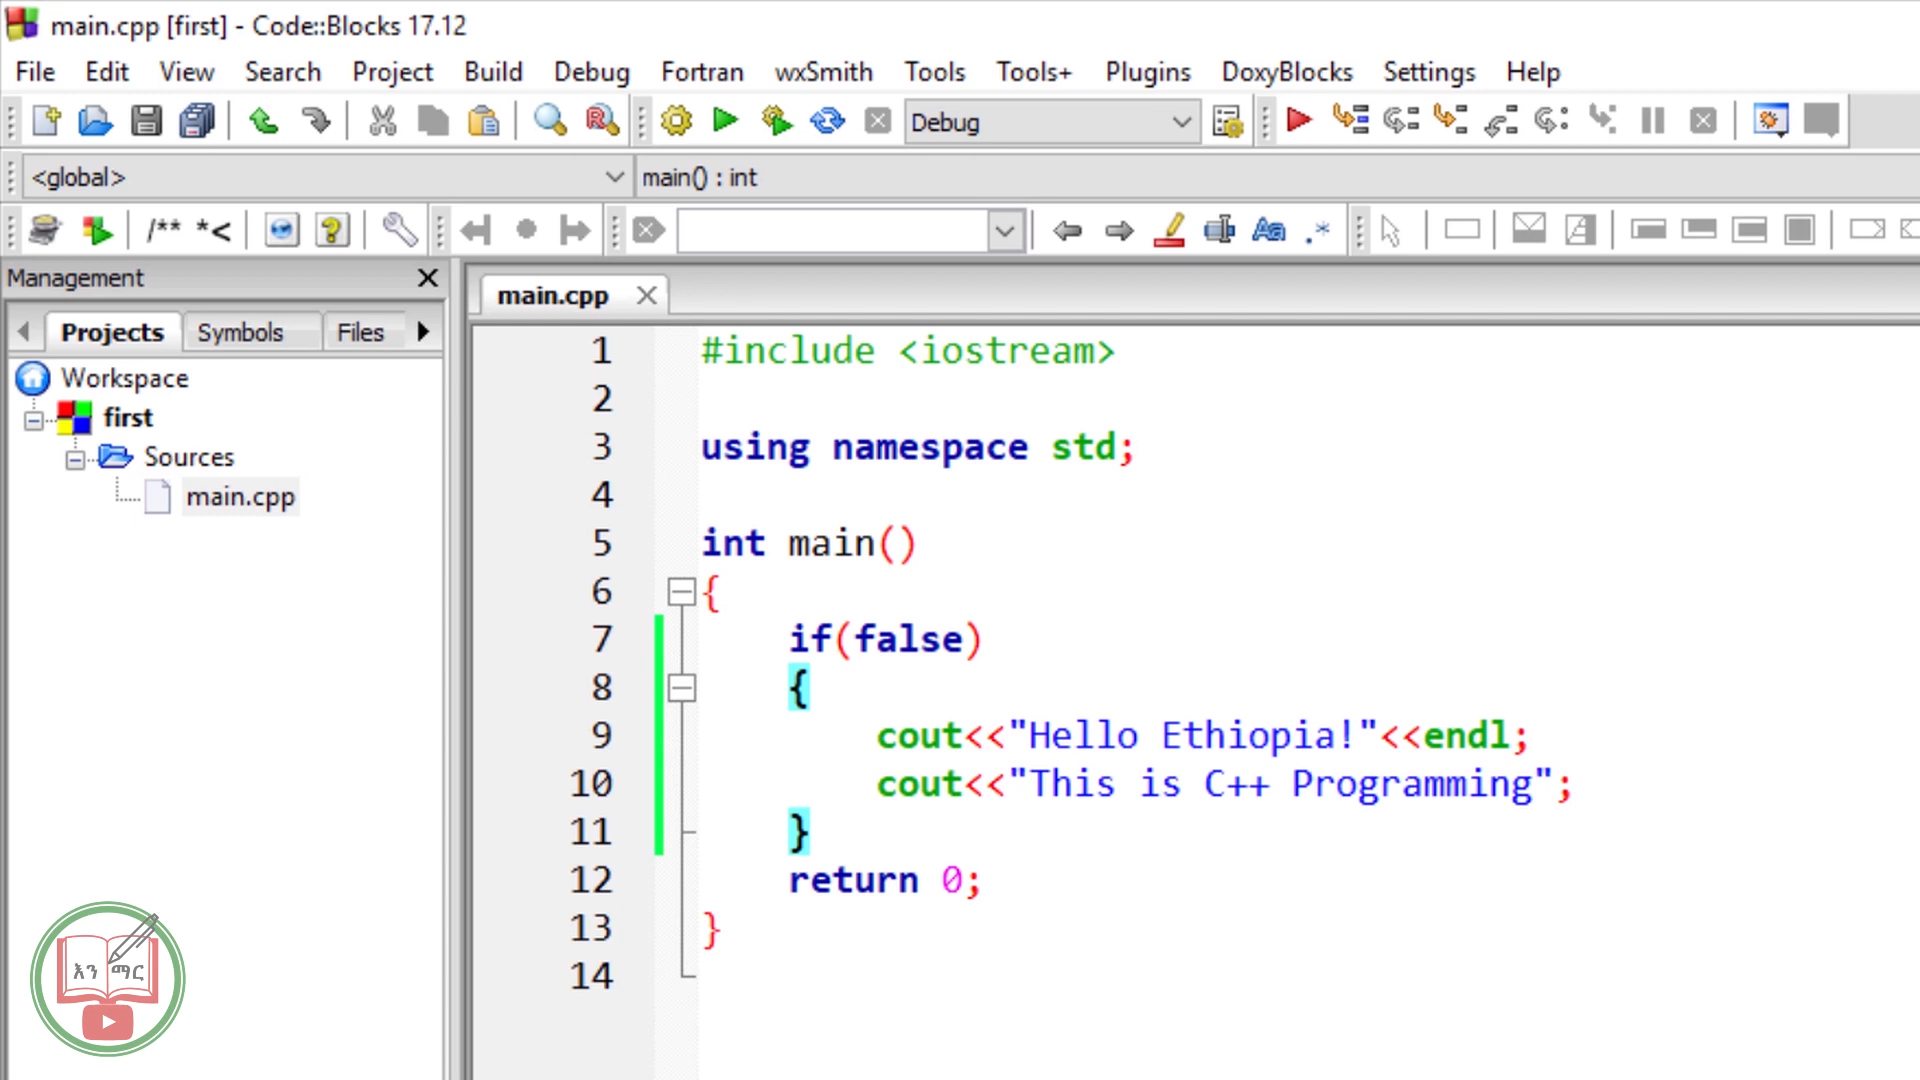 main.cpp [first] - Code::Blocks 17.12
File Edit View Search Project Build Debug Fortran wxSmith Tools Tools+ Plugins DoxyBlocks Settings Help
Debug
<global> main() : int
/** *<
Management
Projects Symbols Files
Workspace
first
Sources
main.cpp
main.cpp
1 #include <iostream>
2
3 using namespace std;
4
5 int main()
6 {
7 if(false)
8 {
9 cout<<"Hello Ethiopia!"<<endl;
10 cout<<"This is C++ Programming";
11 }
12 return 0;
13 }
14
እን ማር